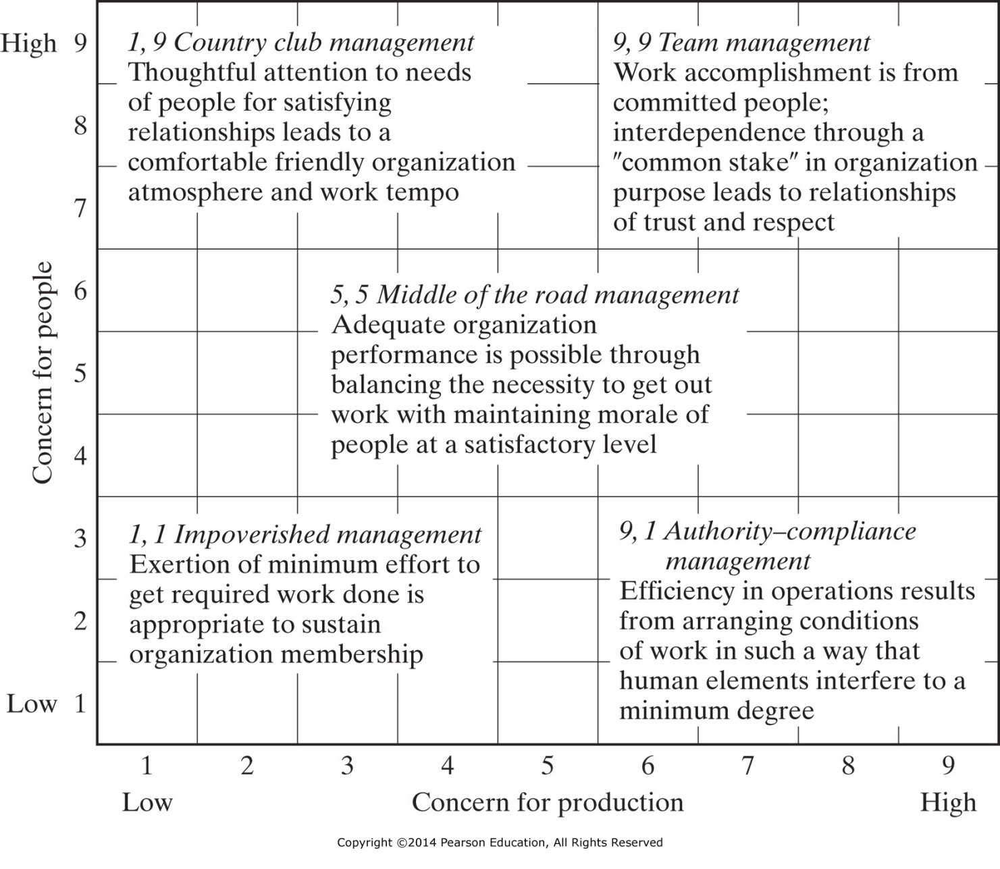 High 9
1, 9 Country club management
Thoughtful attention to needs
of people for satisfying
relationships leads to a
comfortable friendly organization
atmosphere and work tempo
9, 9 Team management
Work accomplishment is from
committed people;
interdependence through a
"common stake" in organization
purpose leads to relationships
of trust and respect
8
7
Concern for people
6
5
4
5, 5 Middle of the road management
Adequate organization
performance is possible through
balancing the necessity to get out
work with maintaining morale of
people at a satisfactory level
3
2
Low 1
1, 1 Impoverished management
Exertion of minimum effort to
get required work done is
appropriate to sustain
organization membership
9, 1 Authority–compliance
management
Efficiency in operations results
from arranging conditions
of work in such a way that
human elements interfere to a
minimum degree
1 2 3 4 5 6 7 8 9
Low Concern for production High
Copyright ©2014 Pearson Education, All Rights Reserved